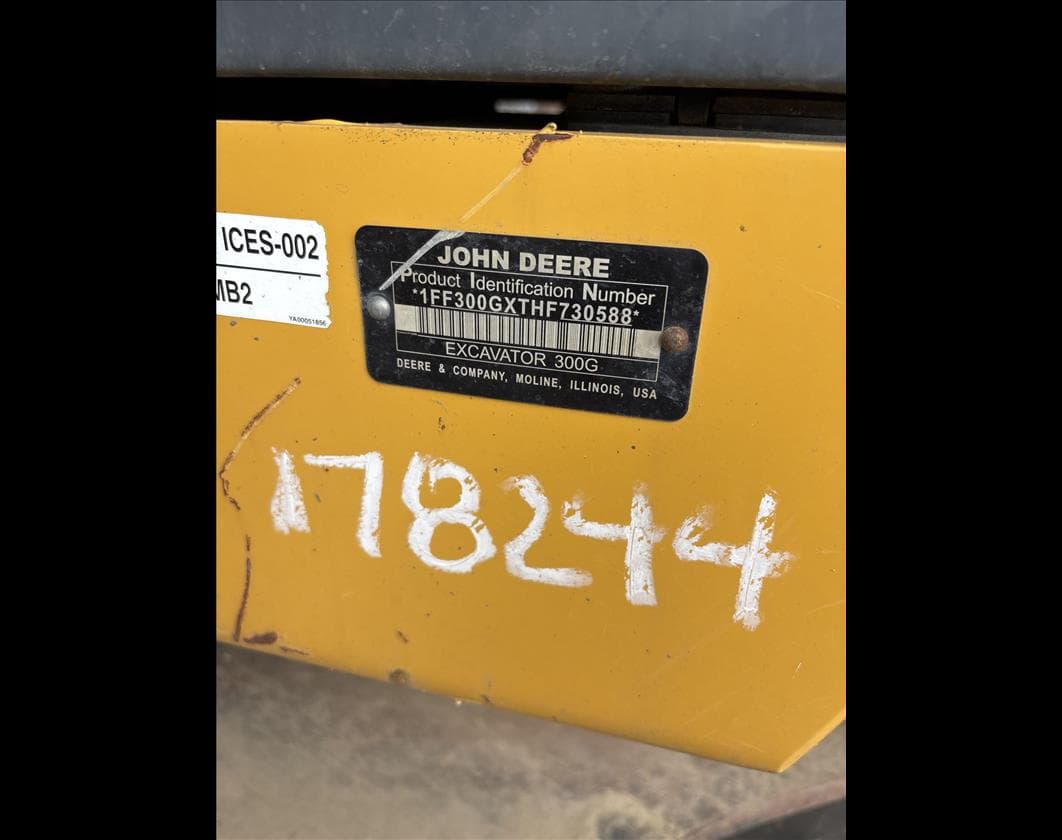 ICES-002
MB2
YA00051856
JOHN DEERE
Product Identification Number
*1FF300GXTHF730588*
EXCAVATOR 300G
DEERE & COMPANY, MOLINE, ILLINOIS, USA
178244